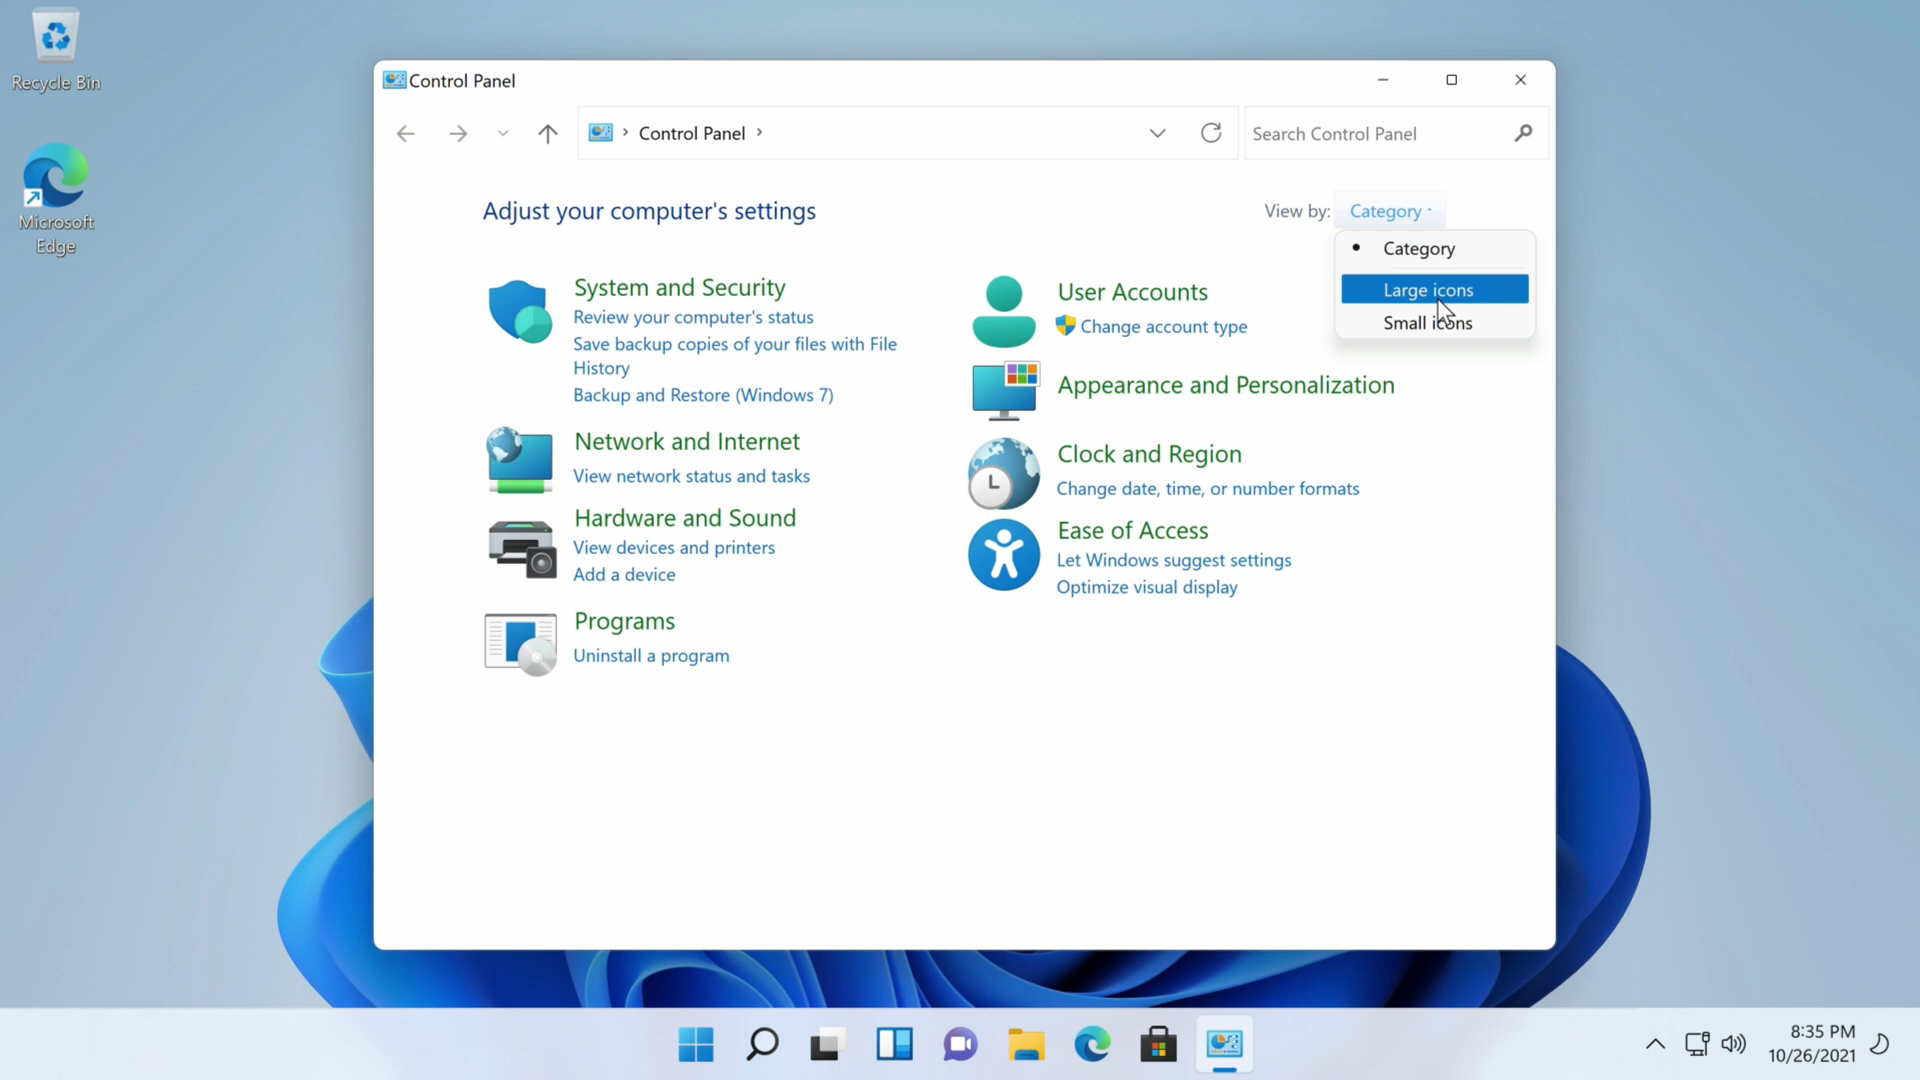 Recycle Bin
Microsoft
Edge
Control Panel
Control Panel
Search Control Panel
Adjust your computer's settings
View by: Category
Category
Large icons
Small icons
System and Security
Review your computer's status
Save backup copies of your files with File
History
Backup and Restore (Windows 7)
Network and Internet
View network status and tasks
Hardware and Sound
View devices and printers
Add a device
Programs
Uninstall a program
User Accounts
Change account type
Appearance and Personalization
Clock and Region
Change date, time, or number formats
Ease of Access
Let Windows suggest settings
Optimize visual display
8:35 PM
10/26/2021